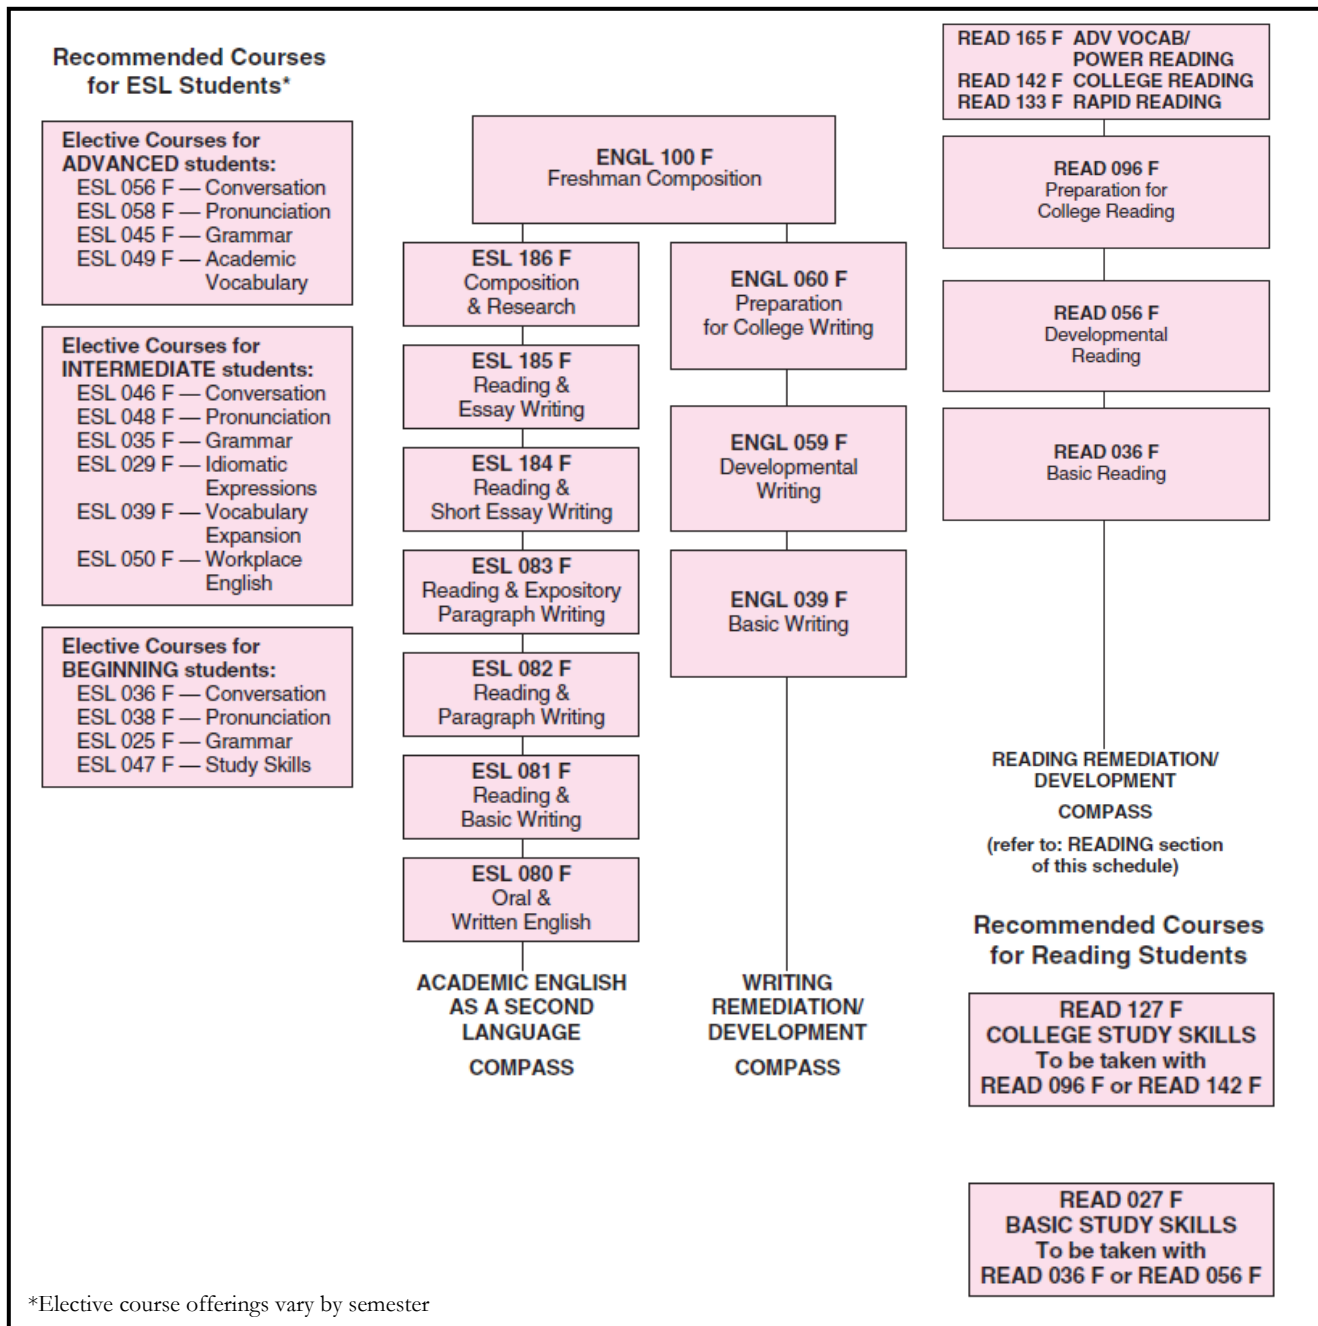 Recommended Courses
for ESL Students*
Elective Courses for
ADVANCED students:
ESL 056 F — Conversation
ESL 058 F — Pronunciation
ESL 045 F — Grammar
ESL 049 F — Academic
Vocabulary
Elective Courses for
INTERMEDIATE students:
ESL 046 F — Conversation
ESL 048 F — Pronunciation
ESL 035 F — Grammar
ESL 029 F — Idiomatic
Expressions
ESL 039 F — Vocabulary
Expansion
ESL 050 F — Workplace
English
Elective Courses for
BEGINNING students:
ESL 036 F — Conversation
ESL 038 F — Pronunciation
ESL 025 F — Grammar
ESL 047 F — Study Skills
ENGL 100 F
Freshman Composition
ESL 186 F
Composition
& Research
ESL 185 F
Reading &
Essay Writing
ESL 184 F
Reading &
Short Essay Writing
ESL 083 F
Reading & Expository
Paragraph Writing
ESL 082 F
Reading &
Paragraph Writing
ESL 081 F
Reading &
Basic Writing
ESL 080 F
Oral &
Written English
ACADEMIC ENGLISH
AS A SECOND
LANGUAGE
COMPASS
ENGL 060 F
Preparation
for College Writing
ENGL 059 F
Developmental
Writing
ENGL 039 F
Basic Writing
WRITING
REMEDIATION/
DEVELOPMENT
COMPASS
READ 165 F ADV VOCAB/
POWER READING
READ 142 F COLLEGE READING
READ 133 F RAPID READING
READ 096 F
Preparation for
College Reading
READ 056 F
Developmental
Reading
READ 036 F
Basic Reading
READING REMEDIATION/
DEVELOPMENT
COMPASS
(refer to: READING section
of this schedule)
Recommended Courses
for Reading Students
READ 127 F
COLLEGE STUDY SKILLS
To be taken with
READ 096 F or READ 142 F
READ 027 F
BASIC STUDY SKILLS
To be taken with
READ 036 F or READ 056 F
*Elective course offerings vary by semester